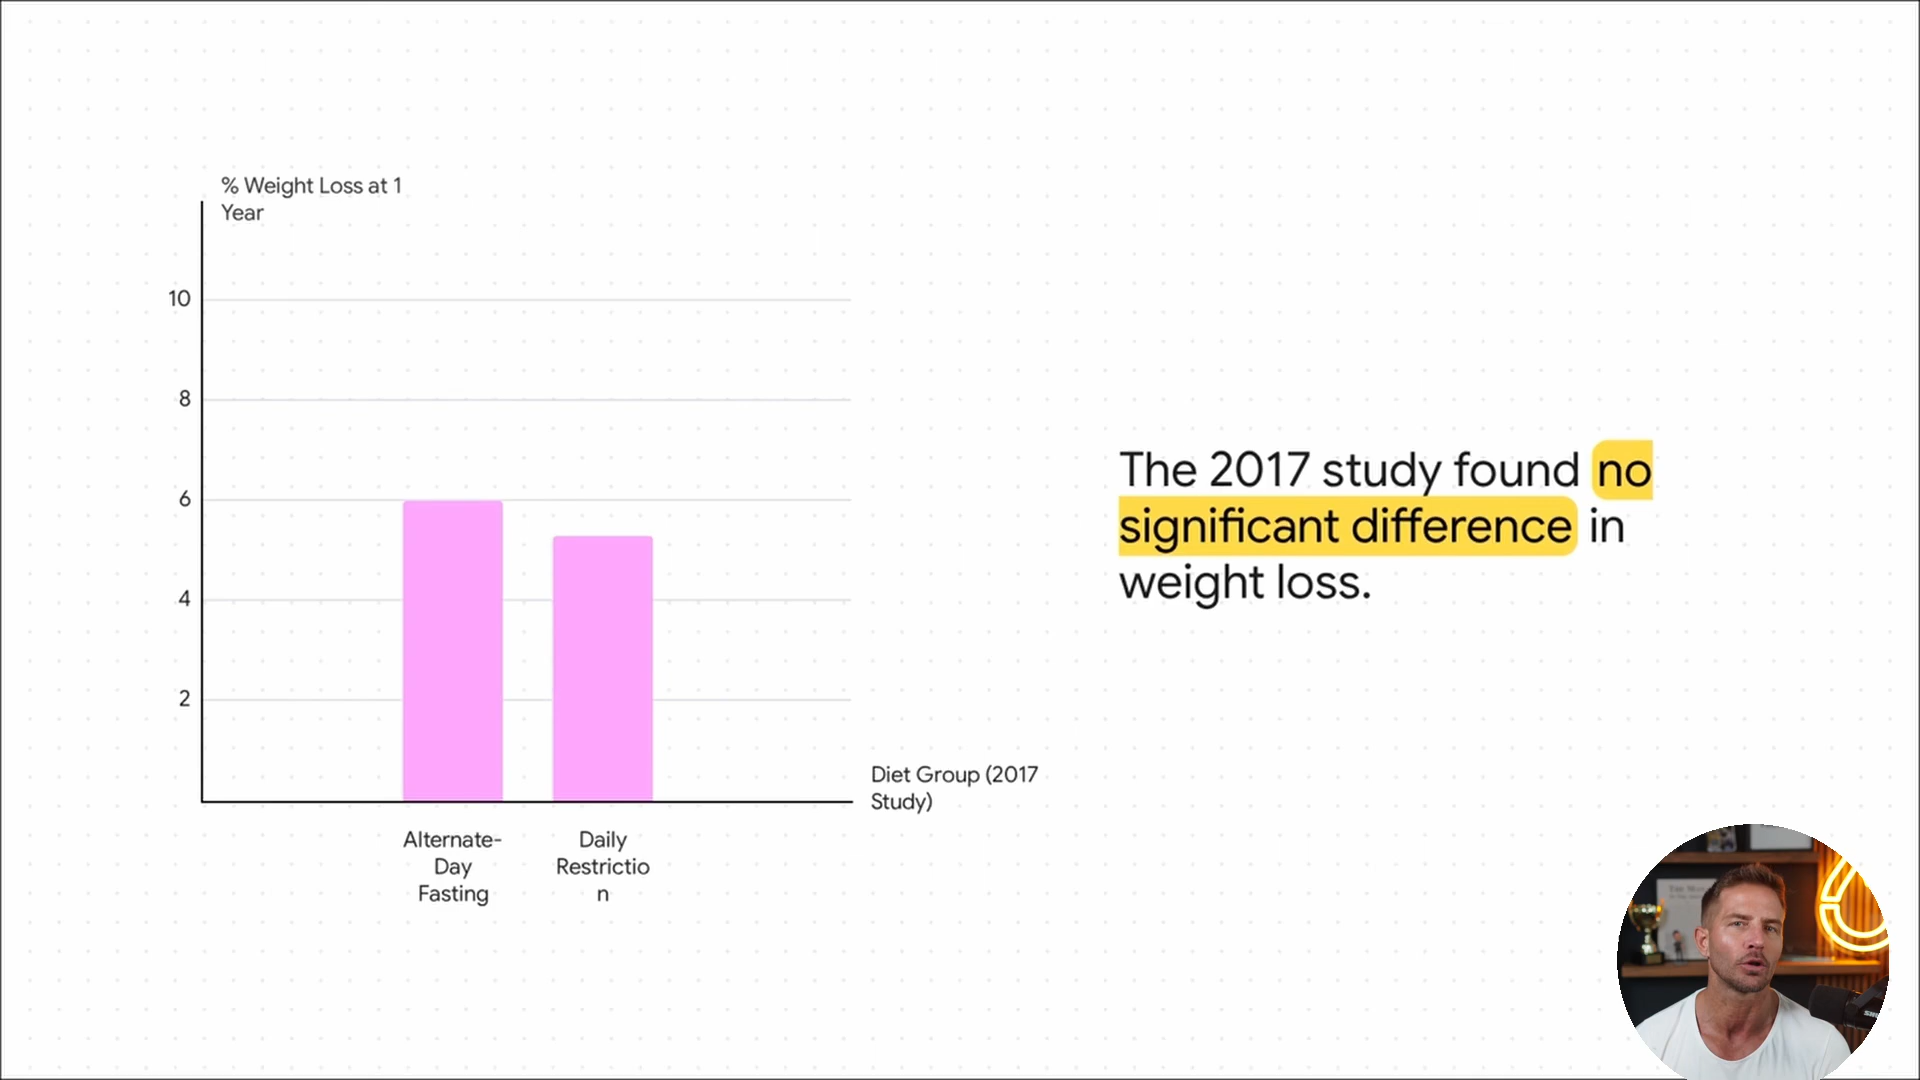 % Weight Loss at 1
Year
10
8
6
4
2
Diet Group (2017
Study)
Alternate-
Day
Fasting
Daily
Restrictio
n
The 2017 study found no
significant difference in
weight loss.